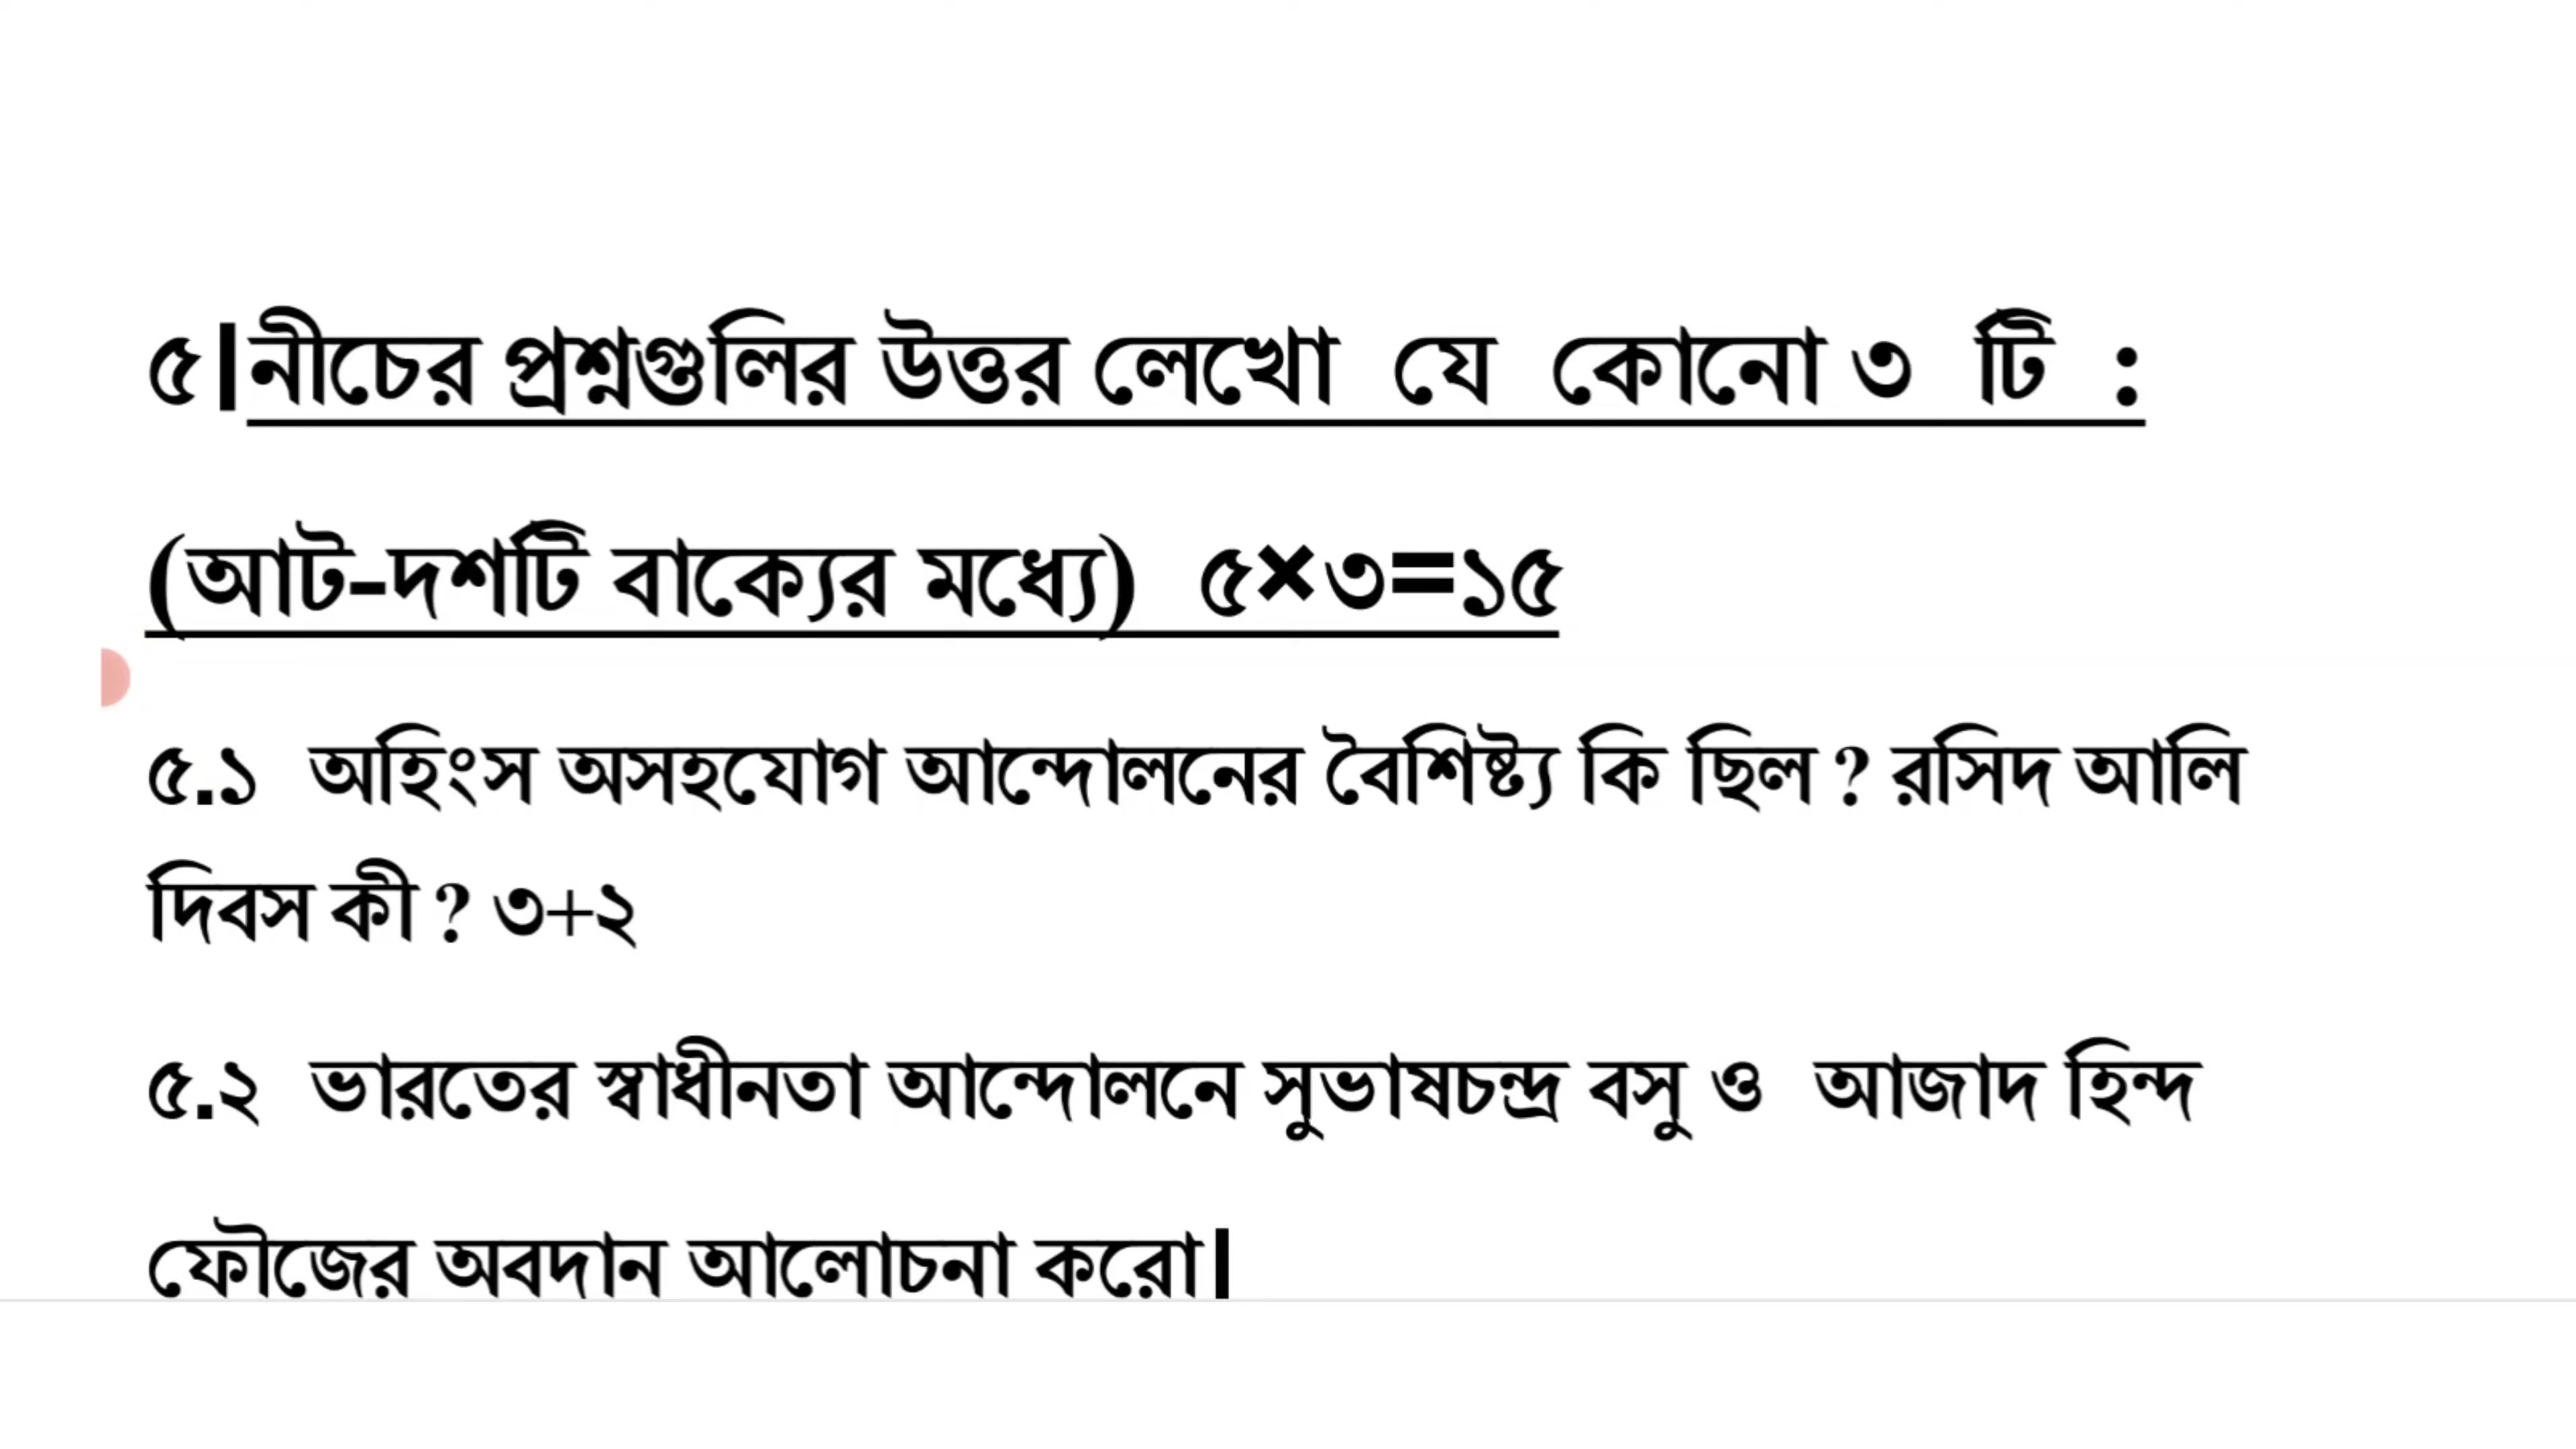 ৫।নীচের প্রশ্নগুলির উত্তর লেখো যে কোনো ৩ টি :
(আট-দশটি বাক্যের মধ্যে) ৫×৩=১৫
৫.১ অহিংস অসহযোগ আন্দোলনের বৈশিষ্ট্য কি ছিল ? রসিদ আলি
দিবস কী ? ৩+২
৫.২ ভারতের স্বাধীনতা আন্দোলনে সুভাষচন্দ্র বসু ও আজাদ হিন্দ
ফৌজের অবদান আলোচনা করো।